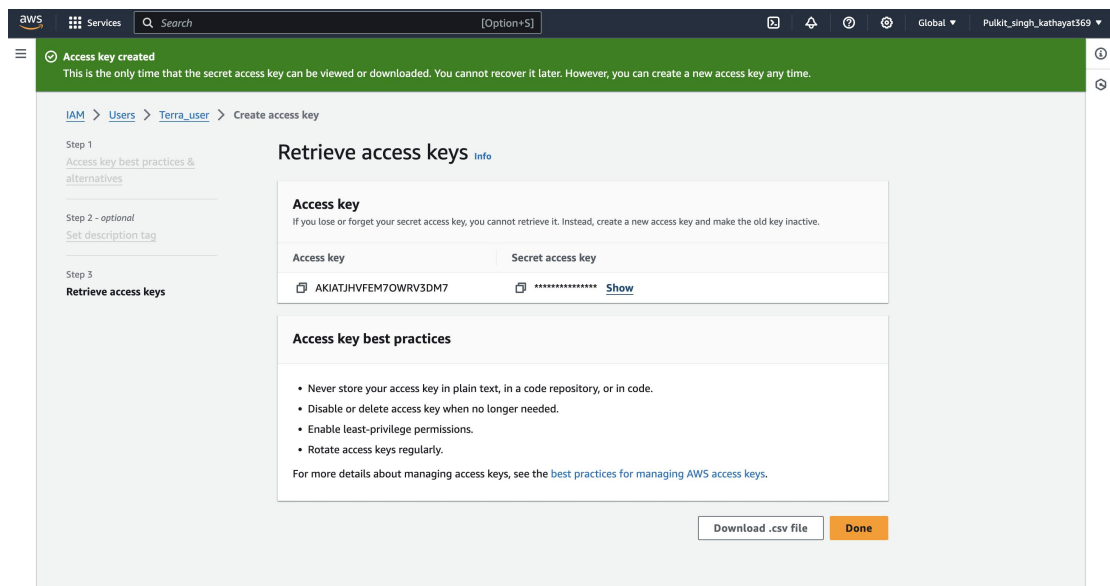 aws
Services
Search
[Option+S]
Global ▼
Pulkit_singh_kathayat369 ▼
Access key created
This is the only time that the secret access key can be viewed or downloaded. You cannot recover it later. However, you can create a new access key any time.
IAM > Users > Terra_user > Create access key
Step 1
Access key best practices &
alternatives
Step 2 - optional
Set description tag
Step 3
Retrieve access keys
Retrieve access keys Info
Access key
If you lose or forget your secret access key, you cannot retrieve it. Instead, create a new access key and make the old key inactive.
Access key
Secret access key
AKIATJHVFEM7OWRV3DM7
*************** Show
Access key best practices
• Never store your access key in plain text, in a code repository, or in code.
• Disable or delete access key when no longer needed.
• Enable least-privilege permissions.
• Rotate access keys regularly.
For more details about managing access keys, see the best practices for managing AWS access keys.
Download .csv file
Done